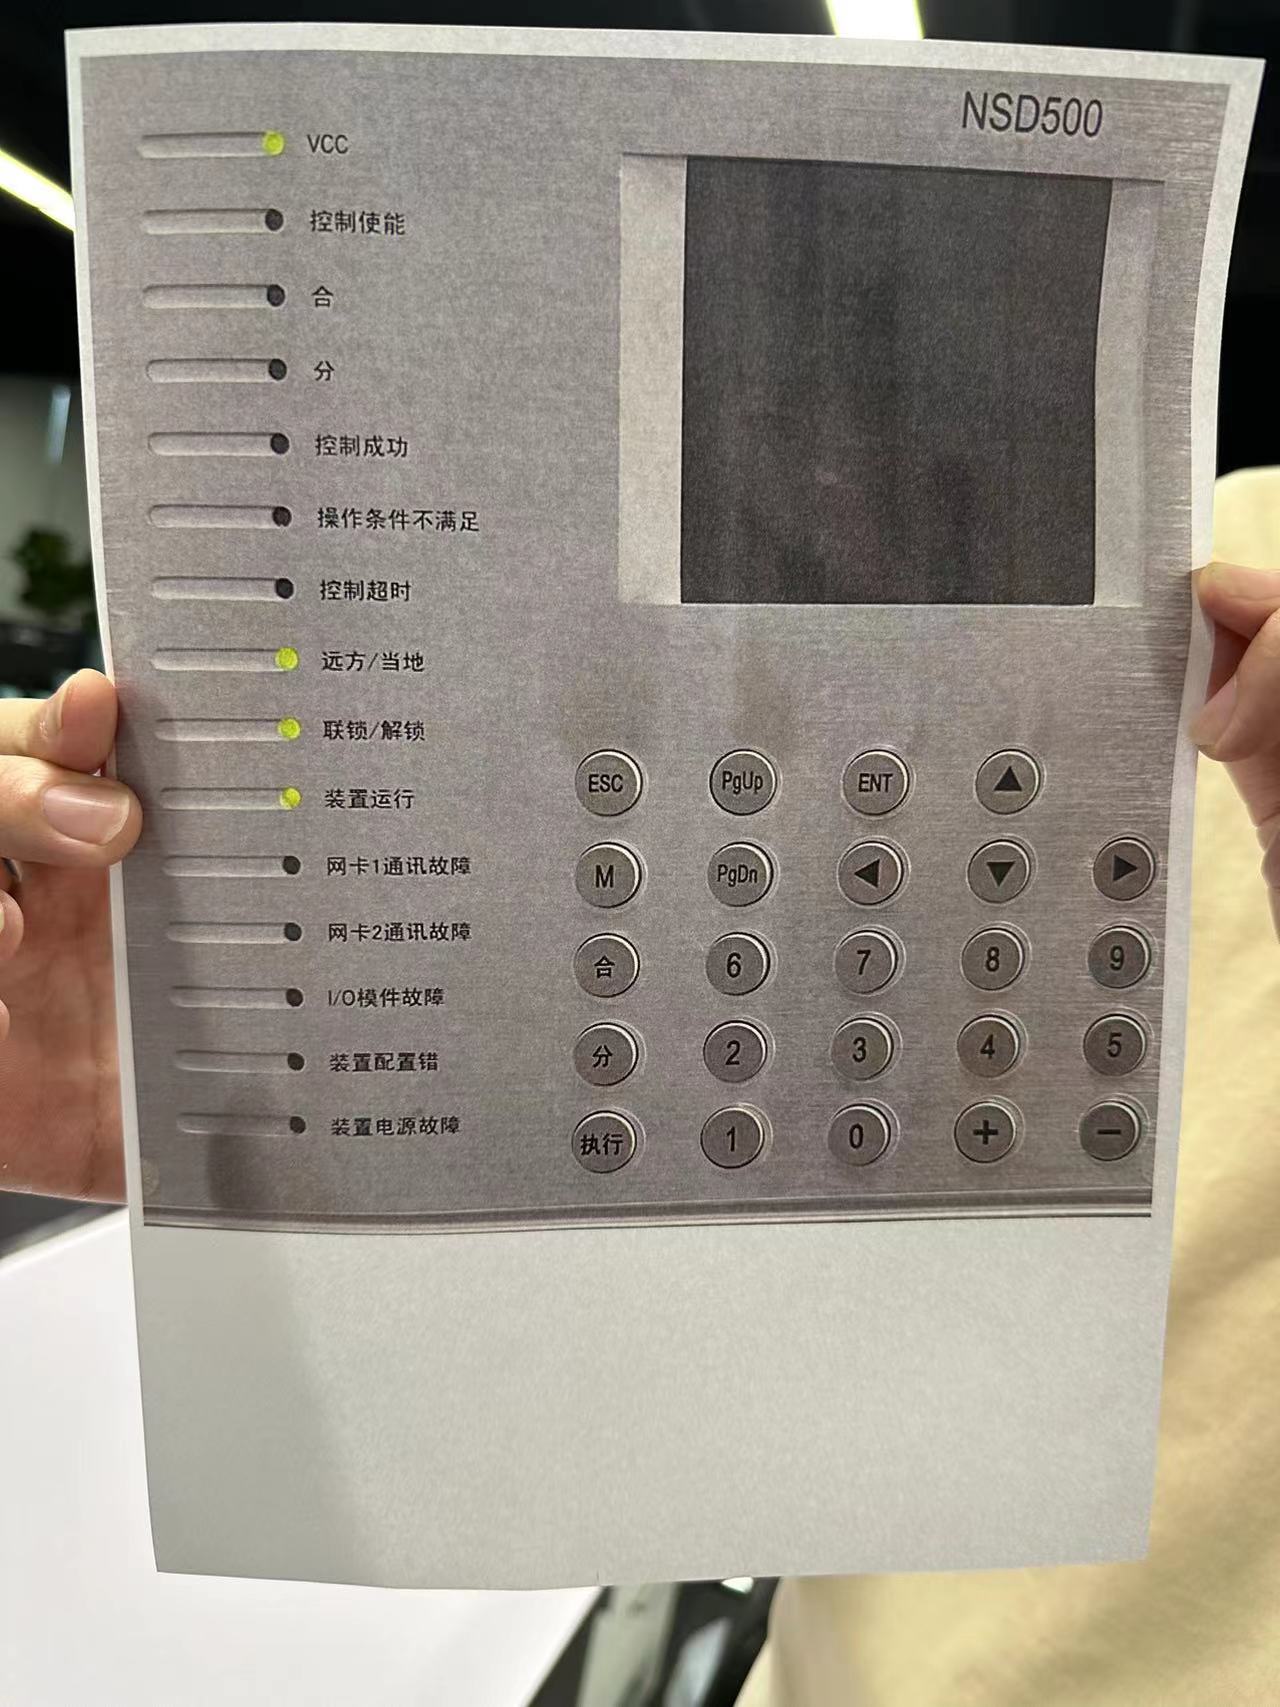 NSD500
VCC
控制使能
合
分
控制成功
操作条件不满足
控制超时
远方/当地
联锁/解锁
装置运行
网卡1通讯故障
网卡2通讯故障
I/O模件故障
装置配置错
装置电源故障
ESC PgUp ENT ▲
M PgDn ◀ ▼ ▶
合 6 7 8 9
分 2 3 4 5
执行 1 0 + −